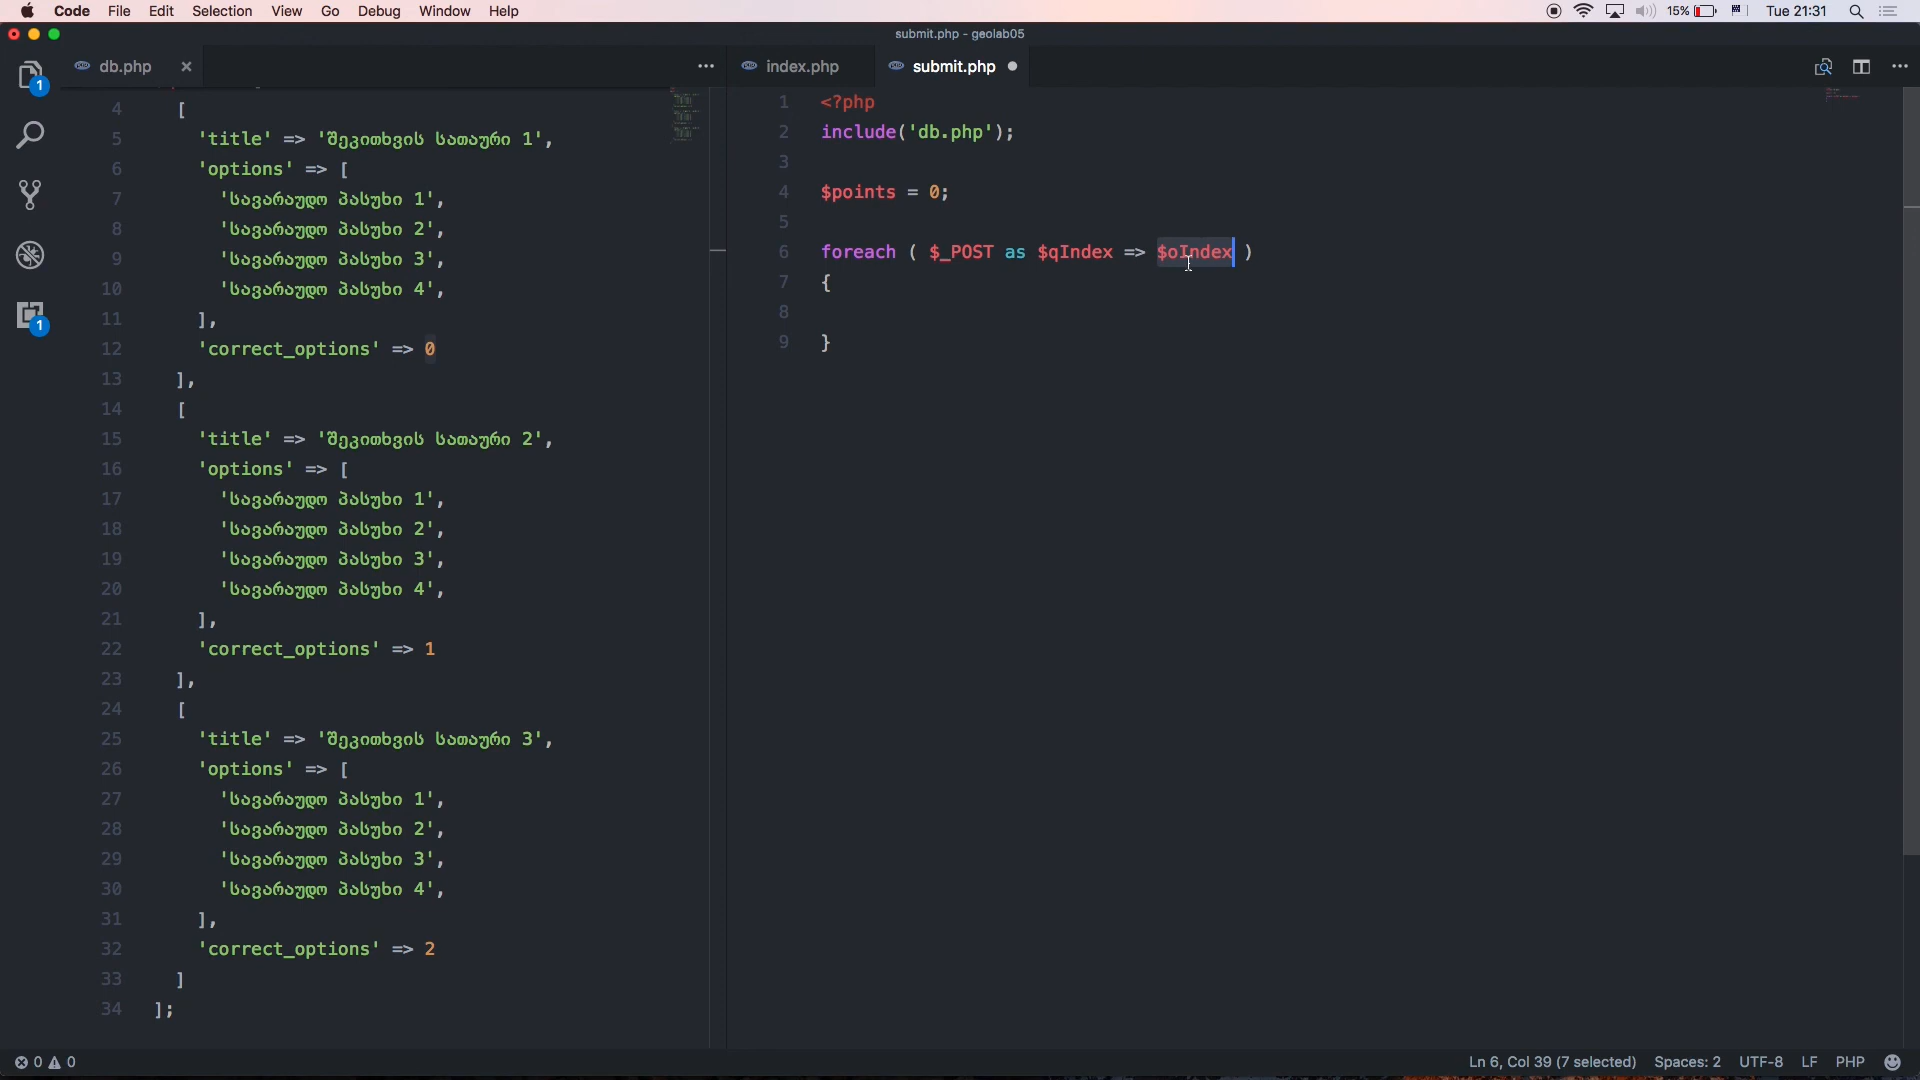 Code File Edit Selection View Go Debug Window Help 15% Tue 21:31
submit.php - geolab05
db.php
index.php submit.php
1
1
4 [
5 'title' => 'შეკითხვის სათაური 1',
6 'options' => [
7 'სავარაუდო პასუხი 1',
8 'სავარაუდო პასუხი 2',
9 'სავარაუდო პასუხი 3',
10 'სავარაუდო პასუხი 4',
11 ],
12 'correct_options' => 0
13 ],
14 [
15 'title' => 'შეკითხვის სათაური 2',
16 'options' => [
17 'სავარაუდო პასუხი 1',
18 'სავარაუდო პასუხი 2',
19 'სავარაუდო პასუხი 3',
20 'სავარაუდო პასუხი 4',
21 ],
22 'correct_options' => 1
23 ],
24 [
25 'title' => 'შეკითხვის სათაური 3',
26 'options' => [
27 'სავარაუდო პასუხი 1',
28 'სავარაუდო პასუხი 2',
29 'სავარაუდო პასუხი 3',
30 'სავარაუდო პასუხი 4',
31 ],
32 'correct_options' => 2
33 ]
34 ];
1 <?php
2 include('db.php');
3
4 $points = 0;
5
6 foreach ( $_POST as $qIndex => $oIndex )
7 {
8
9 }
0 0 Ln 6, Col 39 (7 selected) Spaces: 2 UTF-8 LF PHP